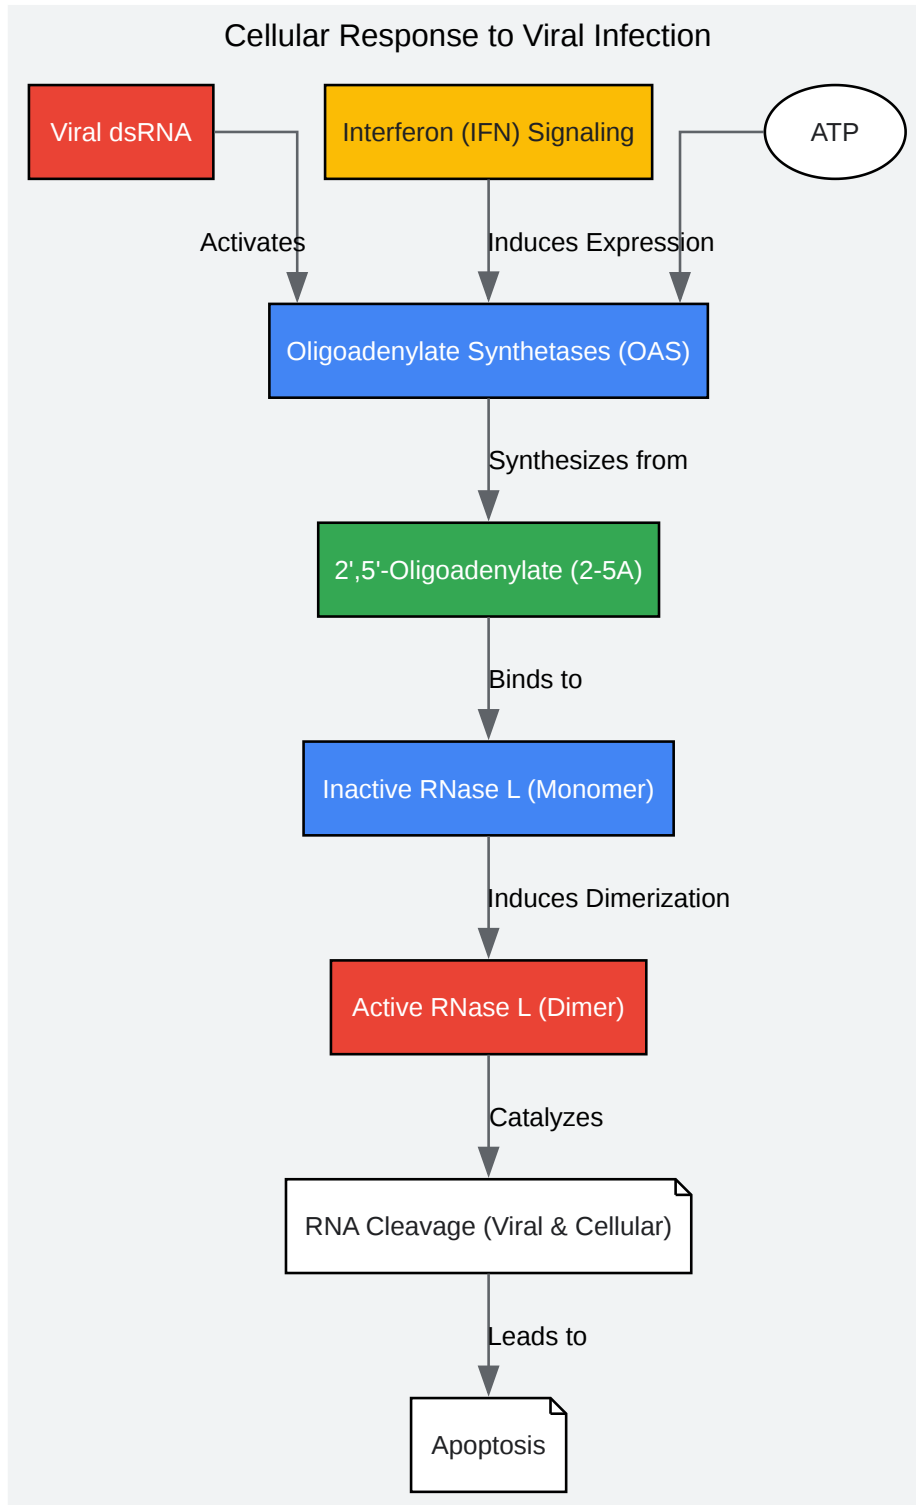 Cellular Response to Viral Infection
Viral dsRNA
Interferon (IFN) Signaling
ATP
Activates
Induces Expression
Oligoadenylate Synthetases (OAS)
Synthesizes from
2',5'-Oligoadenylate (2-5A)
Binds to
Inactive RNase L (Monomer)
Induces Dimerization
Active RNase L (Dimer)
Catalyzes
RNA Cleavage (Viral & Cellular)
Leads to
Apoptosis